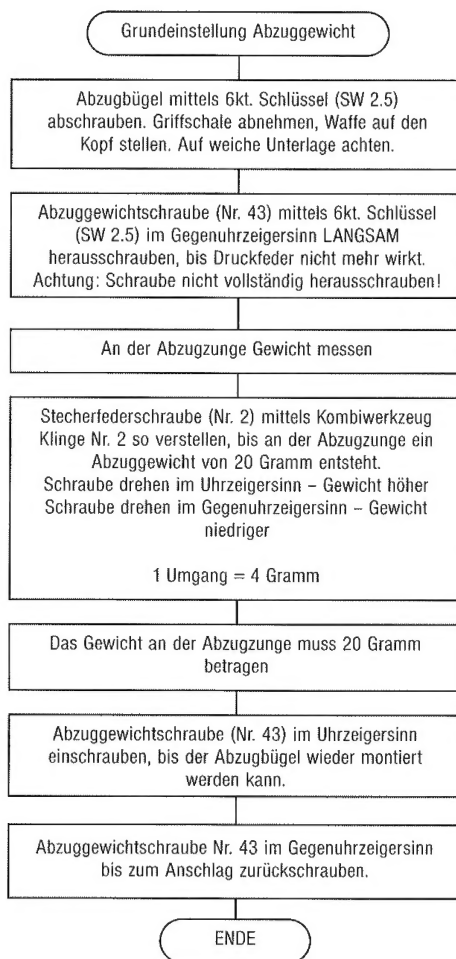 Grundeinstellung Abzuggewicht
Abzugbügel mittels 6kt. Schlüssel (SW 2.5)
abschrauben. Griffschale abnehmen, Waffe auf den
Kopf stellen. Auf weiche Unterlage achten.
Abzuggewichtschraube (Nr. 43) mittels 6kt. Schlüssel
(SW 2.5) im Gegenuhrzeigersinn LANGSAM
herausschrauben, bis Druckfeder nicht mehr wirkt.
Achtung: Schraube nicht vollständig herausschrauben!
An der Abzugzunge Gewicht messen
Stecherfederschraube (Nr. 2) mittels Kombiwerkzeug
Klinge Nr. 2 so verstellen, bis an der Abzugzunge ein
Abzuggewicht von 20 Gramm entsteht.
Schraube drehen im Uhrzeigersinn – Gewicht höher
Schraube drehen im Gegenuhrzeigersinn – Gewicht
niedriger
1 Umgang = 4 Gramm
Das Gewicht an der Abzugzunge muss 20 Gramm
betragen
Abzuggewichtschraube (Nr. 43) im Uhrzeigersinn
einschrauben, bis der Abzugbügel wieder montiert
werden kann.
Abzuggewichtschraube Nr. 43 im Gegenuhrzeigersinn
bis zum Anschlag zurückschrauben.
ENDE